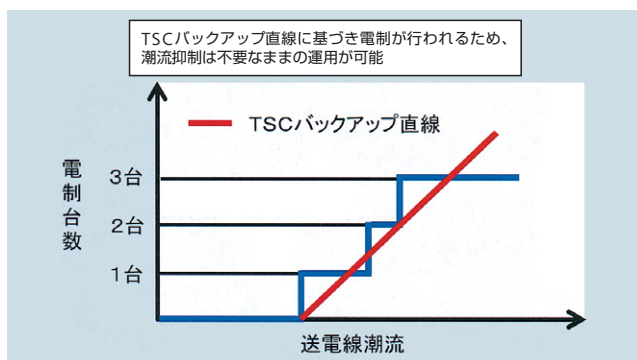 TSCバックアップ直線に基づき電制が行われるため、
潮流抑制は不要なままの運用が可能
TSCバックアップ直線
電制台数
3台
2台
1台
送電線潮流